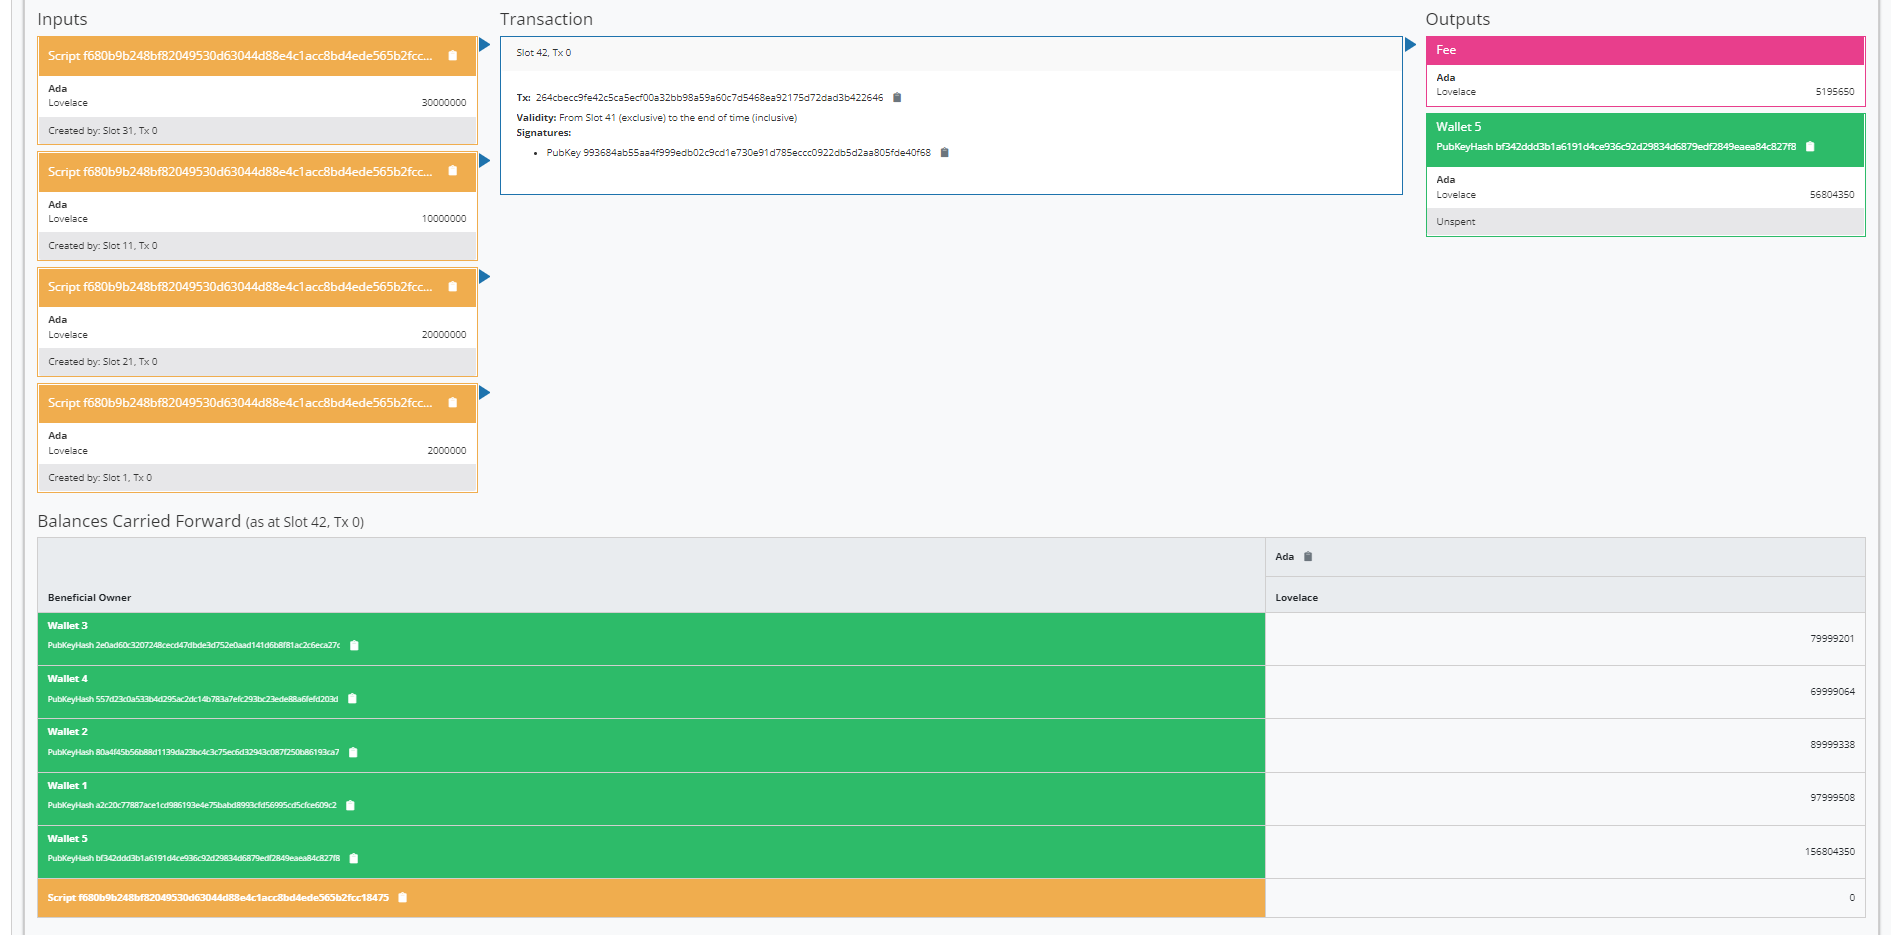 Inputs
Script f680b9b248bf82049530d63044d88e4c1acc8bd4ede565b2fcc...
Ada
Lovelace 30000000
Created by: Slot 31, Tx 0
Script f680b9b248bf82049530d63044d88e4c1acc8bd4ede565b2fcc...
Ada
Lovelace 10000000
Created by: Slot 11, Tx 0
Script f680b9b248bf82049530d63044d88e4c1acc8bd4ede565b2fcc...
Ada
Lovelace 20000000
Created by: Slot 21, Tx 0
Script f680b9b248bf82049530d63044d88e4c1acc8bd4ede565b2fcc...
Ada
Lovelace 2000000
Created by: Slot 1, Tx 0
Transaction
Slot 42, Tx 0
Tx: 264cbecc9fe42c5ca5ecf00a32bb98a59a60c7d5468ea92175d72dad3b422646
Validity: From Slot 41 (exclusive) to the end of time (inclusive)
Signatures:
• PubKey 993684ab55aa4f999edb02c9cd1e730e91d785eccc0922db5d2aa805fde40f68
Outputs
Fee
Ada
Lovelace 5195650
Wallet 5
PubKeyHash bf342ddd3b1a6191d4ce936c92d29834d6879edf2849eaea84c827f8
Ada
Lovelace 56804350
Unspent
Balances Carried Forward (as at Slot 42, Tx 0)
Ada
Beneficial Owner Lovelace
Wallet 3
PubKeyHash 2e0ad60c3207248cecd47dbde3d752e0aad141d6b8f81ac2c6eca27c
79999201
Wallet 4
PubKeyHash 557d23c0a533b4d295ac2dc14b783a7efc293bc23ede88a6fefd203d
69999064
Wallet 2
PubKeyHash 80a4f45b56b88d1139da23bc4c3c75ec6d32943c087f250b86193ca7
89999338
Wallet 1
PubKeyHash a2c20c77887ace1cd986193e4e75babd8993cfd56995cd5cfce609c2
97999508
Wallet 5
PubKeyHash bf342ddd3b1a6191d4ce936c92d29834d6879edf2849eaea84c827f8
156804350
Script f680b9b248bf82049530d63044d88e4c1acc8bd4ede565b2fcc18475
0